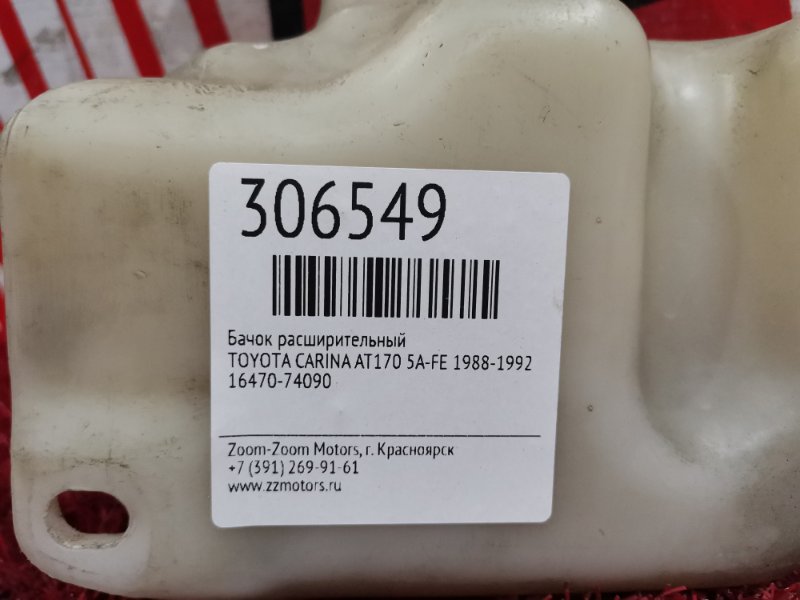 306549
Бачок расширительный
TOYOTA CARINA AT170 5A-FE 1988-1992
16470-74090
Zoom-Zoom Motors, г. Красноярск
+7 (391) 269-91-61
www.zzmotors.ru